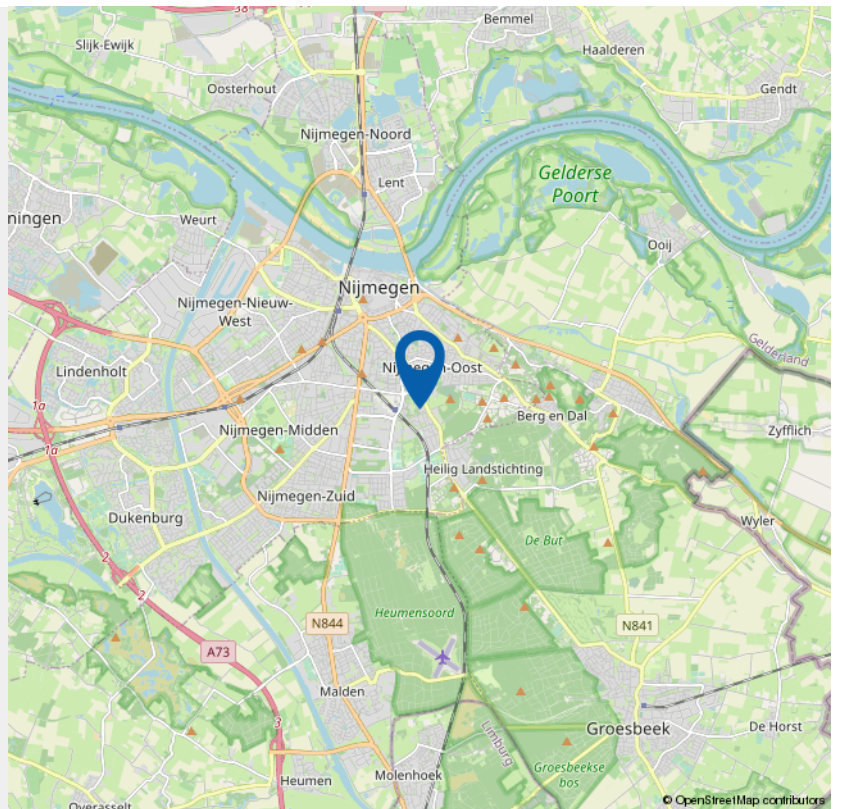 38
Bemmel
Slijk-Ewijk
Haalderen
Oosterhout
Gendt
Nijmegen-Noord
Gelderse
Poort
Lent
ningen
Weurt
Ooij
Nijmegen
Nijmegen-Nieuw-
West
Gelderland
Lindenholt
Nijmegen-Oost
1a
Berg en Dal
Nijmegen-Midden
Zyfflich
1a
Heilig Landstichting
Nijmegen-Zuid
Dukenburg
Wyler
De But
2
2
Heumensoord
N844
N841
A73
Malden
3
Limburg
Groesbeek
De Horst
Groesbeekse
bos
Molenhoek
Heumen
Overasselt
© OpenStreetMap contributors